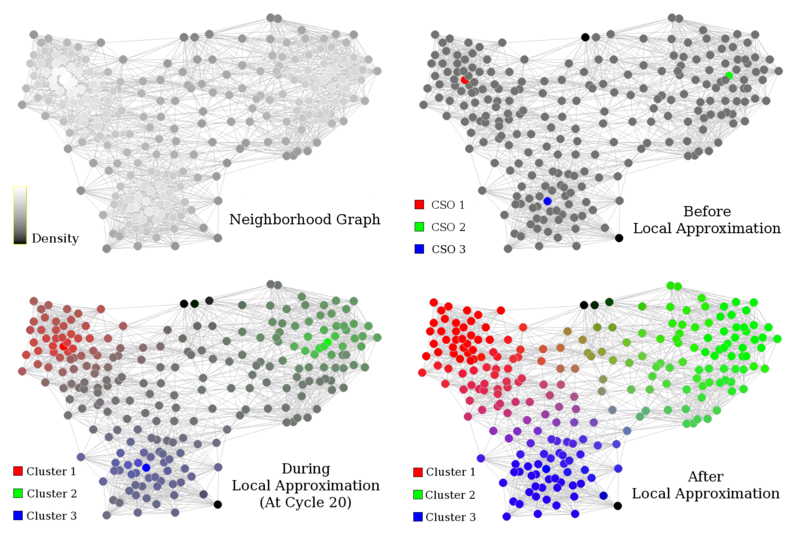 Neighborhood Graph
Density
CSO 1
CSO 2
CSO 3
Before
Local Approximation
Cluster 1
Cluster 2
Cluster 3
During
Local Approximation
(At Cycle 20)
Cluster 1
Cluster 2
Cluster 3
After
Local Approximation